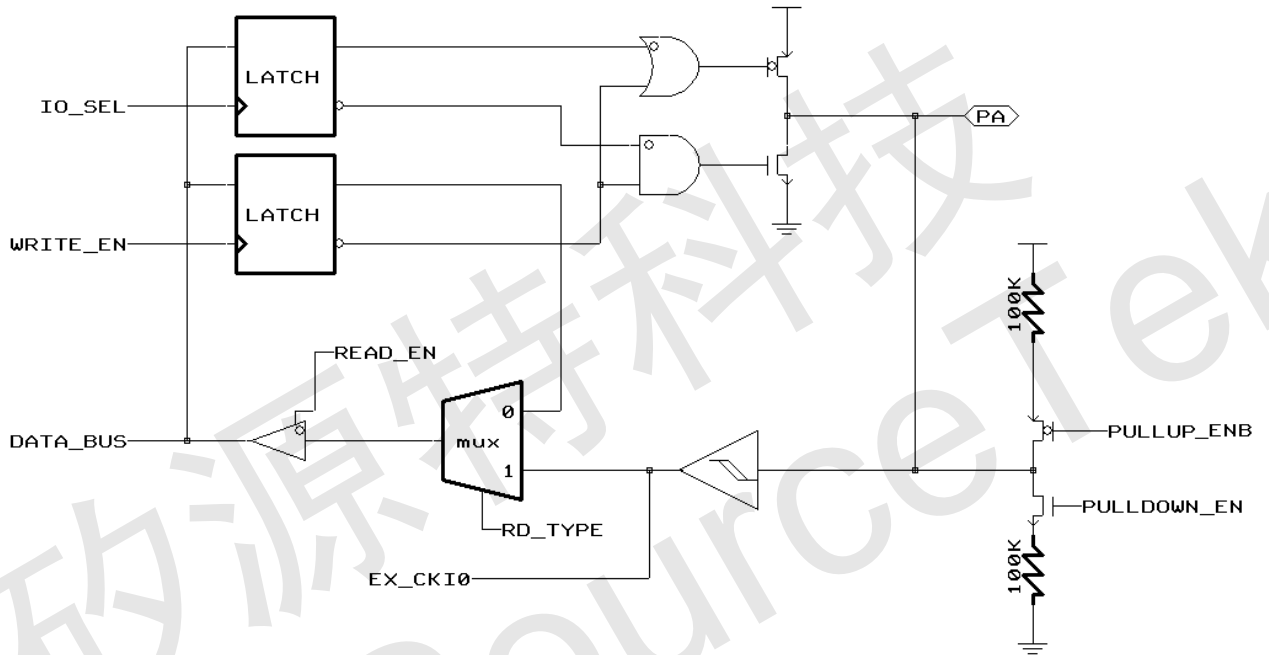 LATCH
IO_SEL
PA
LATCH
WRITE_EN
100K
READ_EN
0
DATA_BUS
mux
PULLUP_ENB
1
PULLDOWN_EN
RD_TYPE
100K
EX_CKI0
矽源特科技
SourceTek